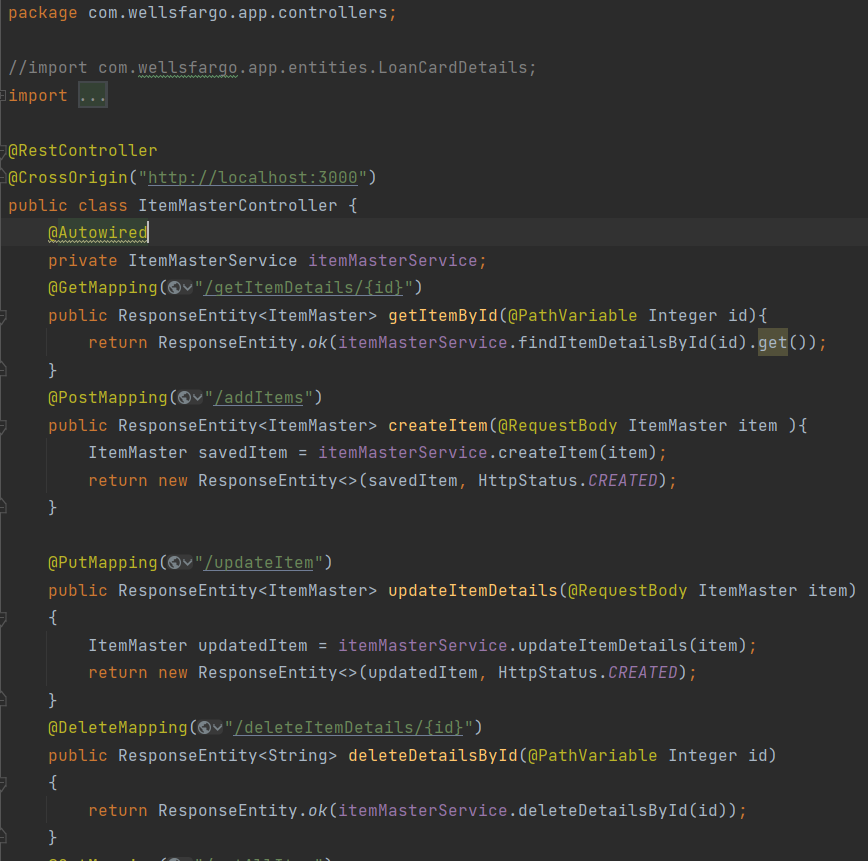 package com.wellsfargo.app.controllers;
//import com.wellsfargo.app.entities.LoanCardDetails;
import ...
@RestController
@CrossOrigin("http://localhost:3000")
public class ItemMasterController {
    @Autowired
    private ItemMasterService itemMasterService;
    @GetMapping("/getItemDetails/{id}")
    public ResponseEntity<ItemMaster> getItemById(@PathVariable Integer id){
        return ResponseEntity.ok(itemMasterService.findItemDetailsById(id).get());
    }
    @PostMapping("/addItems")
    public ResponseEntity<ItemMaster> createItem(@RequestBody ItemMaster item ){
        ItemMaster savedItem = itemMasterService.createItem(item);
        return new ResponseEntity<>(savedItem, HttpStatus.CREATED);
    }
    @PutMapping("/updateItem")
    public ResponseEntity<ItemMaster> updateItemDetails(@RequestBody ItemMaster item)
    {
        ItemMaster updatedItem = itemMasterService.updateItemDetails(item);
        return new ResponseEntity<>(updatedItem, HttpStatus.CREATED);
    }
    @DeleteMapping("/deleteItemDetails/{id}")
    public ResponseEntity<String> deleteDetailsById(@PathVariable Integer id)
    {
        return ResponseEntity.ok(itemMasterService.deleteDetailsById(id));
    }